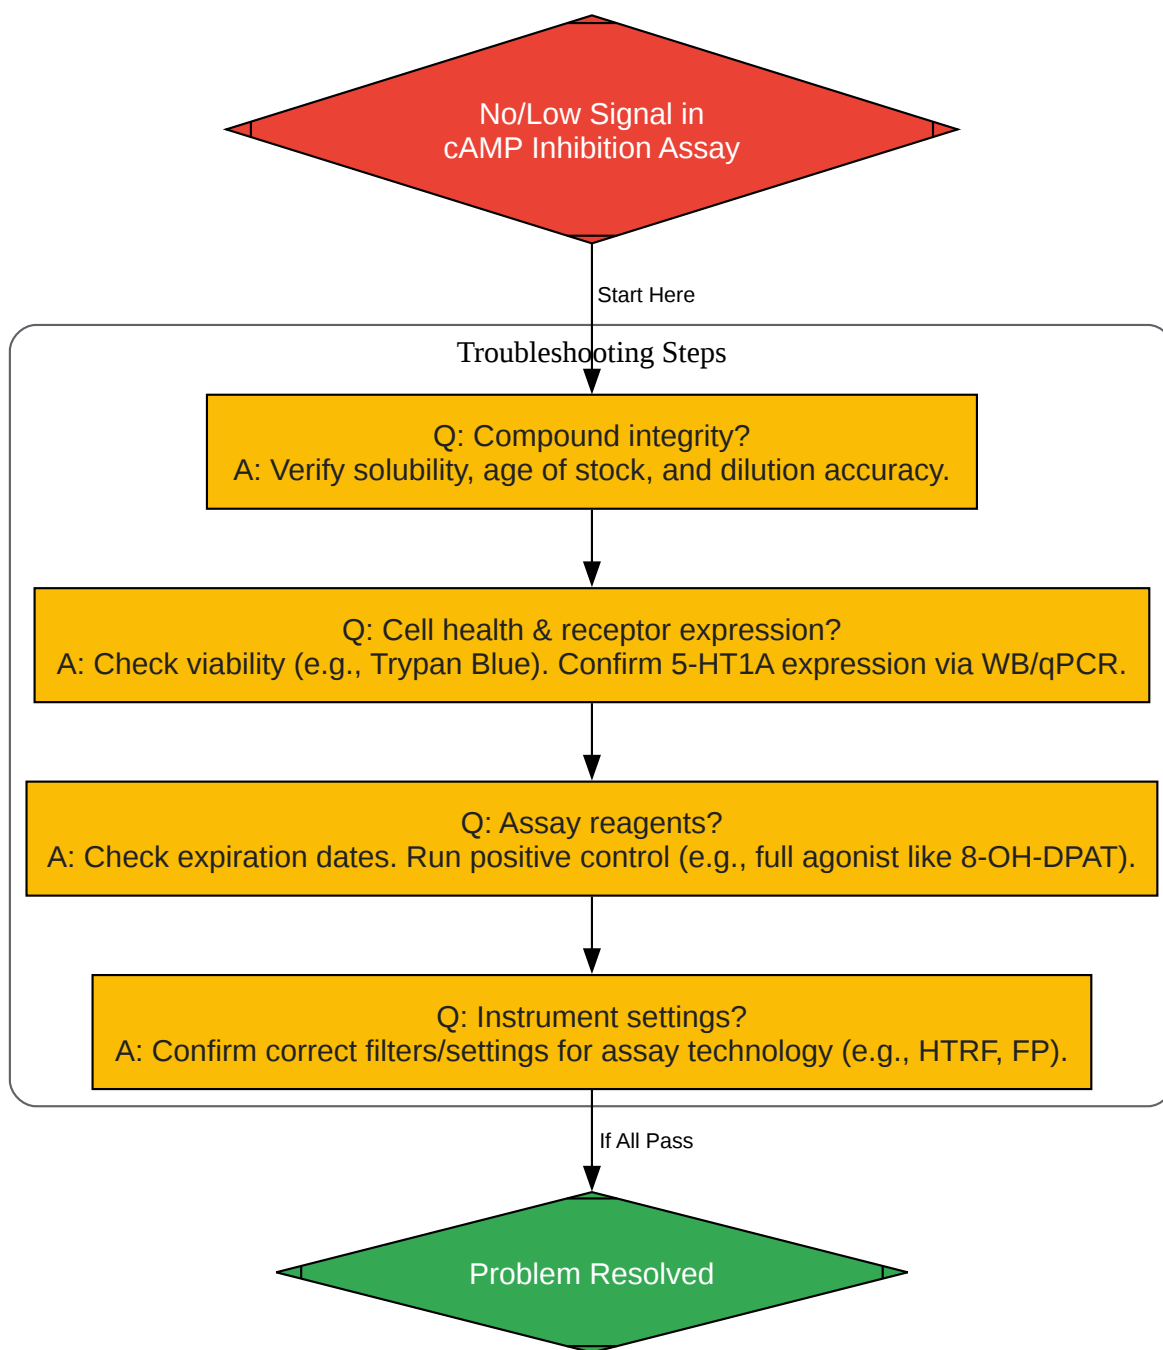 No/Low Signal in
cAMP Inhibition Assay
Start Here
Troubleshooting Steps
Q: Compound integrity?
A: Verify solubility, age of stock, and dilution accuracy.
Q: Cell health & receptor expression?
A: Check viability (e.g., Trypan Blue). Confirm 5-HT1A expression via WB/qPCR.
Q: Assay reagents?
A: Check expiration dates. Run positive control (e.g., full agonist like 8-OH-DPAT).
Q: Instrument settings?
A: Confirm correct filters/settings for assay technology (e.g., HTRF, FP).
If All Pass
Problem Resolved